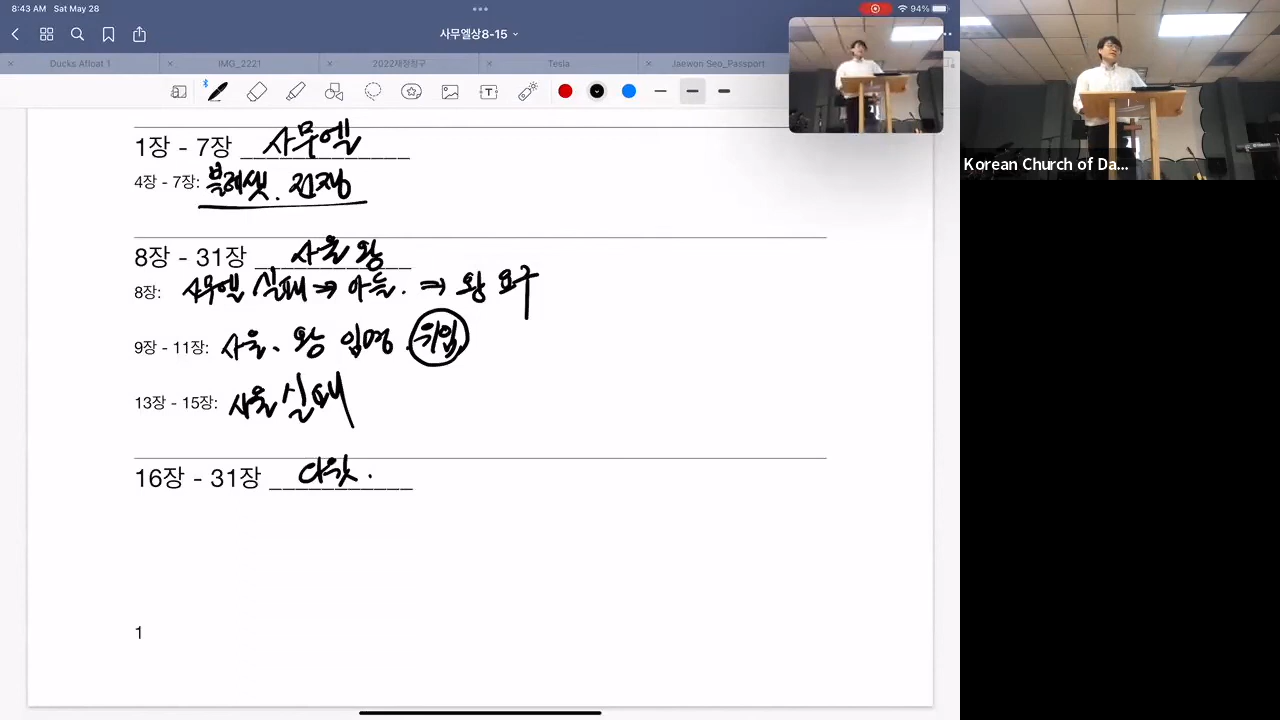 8:43 AM Sat May 28
94%
사무엘상8-15
Ducks Afloat 1
IMG_2221
2022재정청구
Tesla
Jaewon Seo_Passport
1장 - 7장 사무엘
4장 - 7장: 블레셋. 전쟁
8장 - 31장 사울 왕
8장: 사무엘 실패 → 아들. ⇒ 왕 요구
9장 - 11장: 사울. 왕 임명
13장 - 15장: 사울 실패
16장 - 31장 다윗.
1
Korean Church of Da...